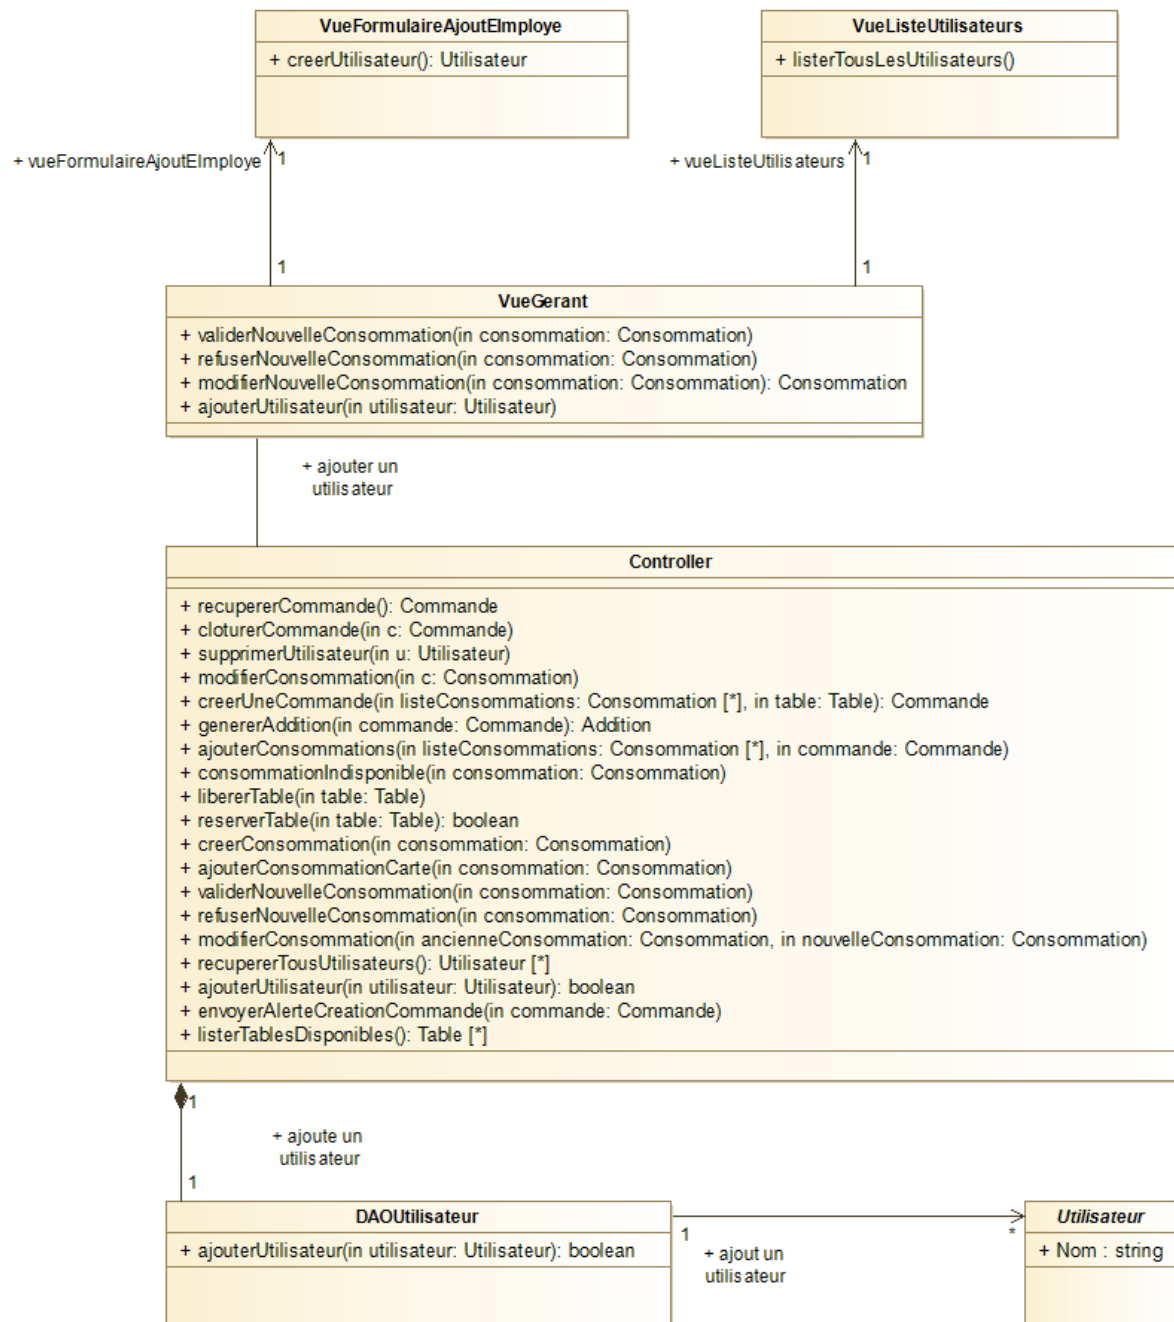 VueFormulaireAjoutEImploye
+ creerUtilisateur(): Utilisateur
VueListeUtilisateurs
+ listerTousLesUtilisateurs()
+ vueFormulaireAjoutEImploye
1
+ vueListeUtilisateurs
1
1
1
VueGerant
+ validerNouvelleConsommation(in consommation: Consommation)
+ refuserNouvelleConsommation(in consommation: Consommation)
+ modifierNouvelleConsommation(in consommation: Consommation): Consommation
+ ajouterUtilisateur(in utilisateur: Utilisateur)
+ ajouter un
utilisateur
Controller
+ recupererCommande(): Commande
+ cloturerCommande(in c: Commande)
+ supprimerUtilisateur(in u: Utilisateur)
+ modifierConsommation(in c: Consommation)
+ creerUneCommande(in listeConsommations: Consommation [*], in table: Table): Commande
+ genererAddition(in commande: Commande): Addition
+ ajouterConsommations(in listeConsommations: Consommation [*], in commande: Commande)
+ consommationIndisponible(in consommation: Consommation)
+ libererTable(in table: Table)
+ reserverTable(in table: Table): boolean
+ creerConsommation(in consommation: Consommation)
+ ajouterConsommationCarte(in consommation: Consommation)
+ validerNouvelleConsommation(in consommation: Consommation)
+ refuserNouvelleConsommation(in consommation: Consommation)
+ modifierConsommation(in ancienneConsommation: Consommation, in nouvelleConsommation: Consommation)
+ recupererTousUtilisateurs(): Utilisateur [*]
+ ajouterUtilisateur(in utilisateur: Utilisateur): boolean
+ envoyerAlerteCreationCommande(in commande: Commande)
+ listerTablesDisponibles(): Table [*]
1
+ ajoute un
utilisateur
1
DAOUtilisateur
+ ajouterUtilisateur(in utilisateur: Utilisateur): boolean
1
+ ajout un
utilisateur
*
Utilisateur
+ Nom : string